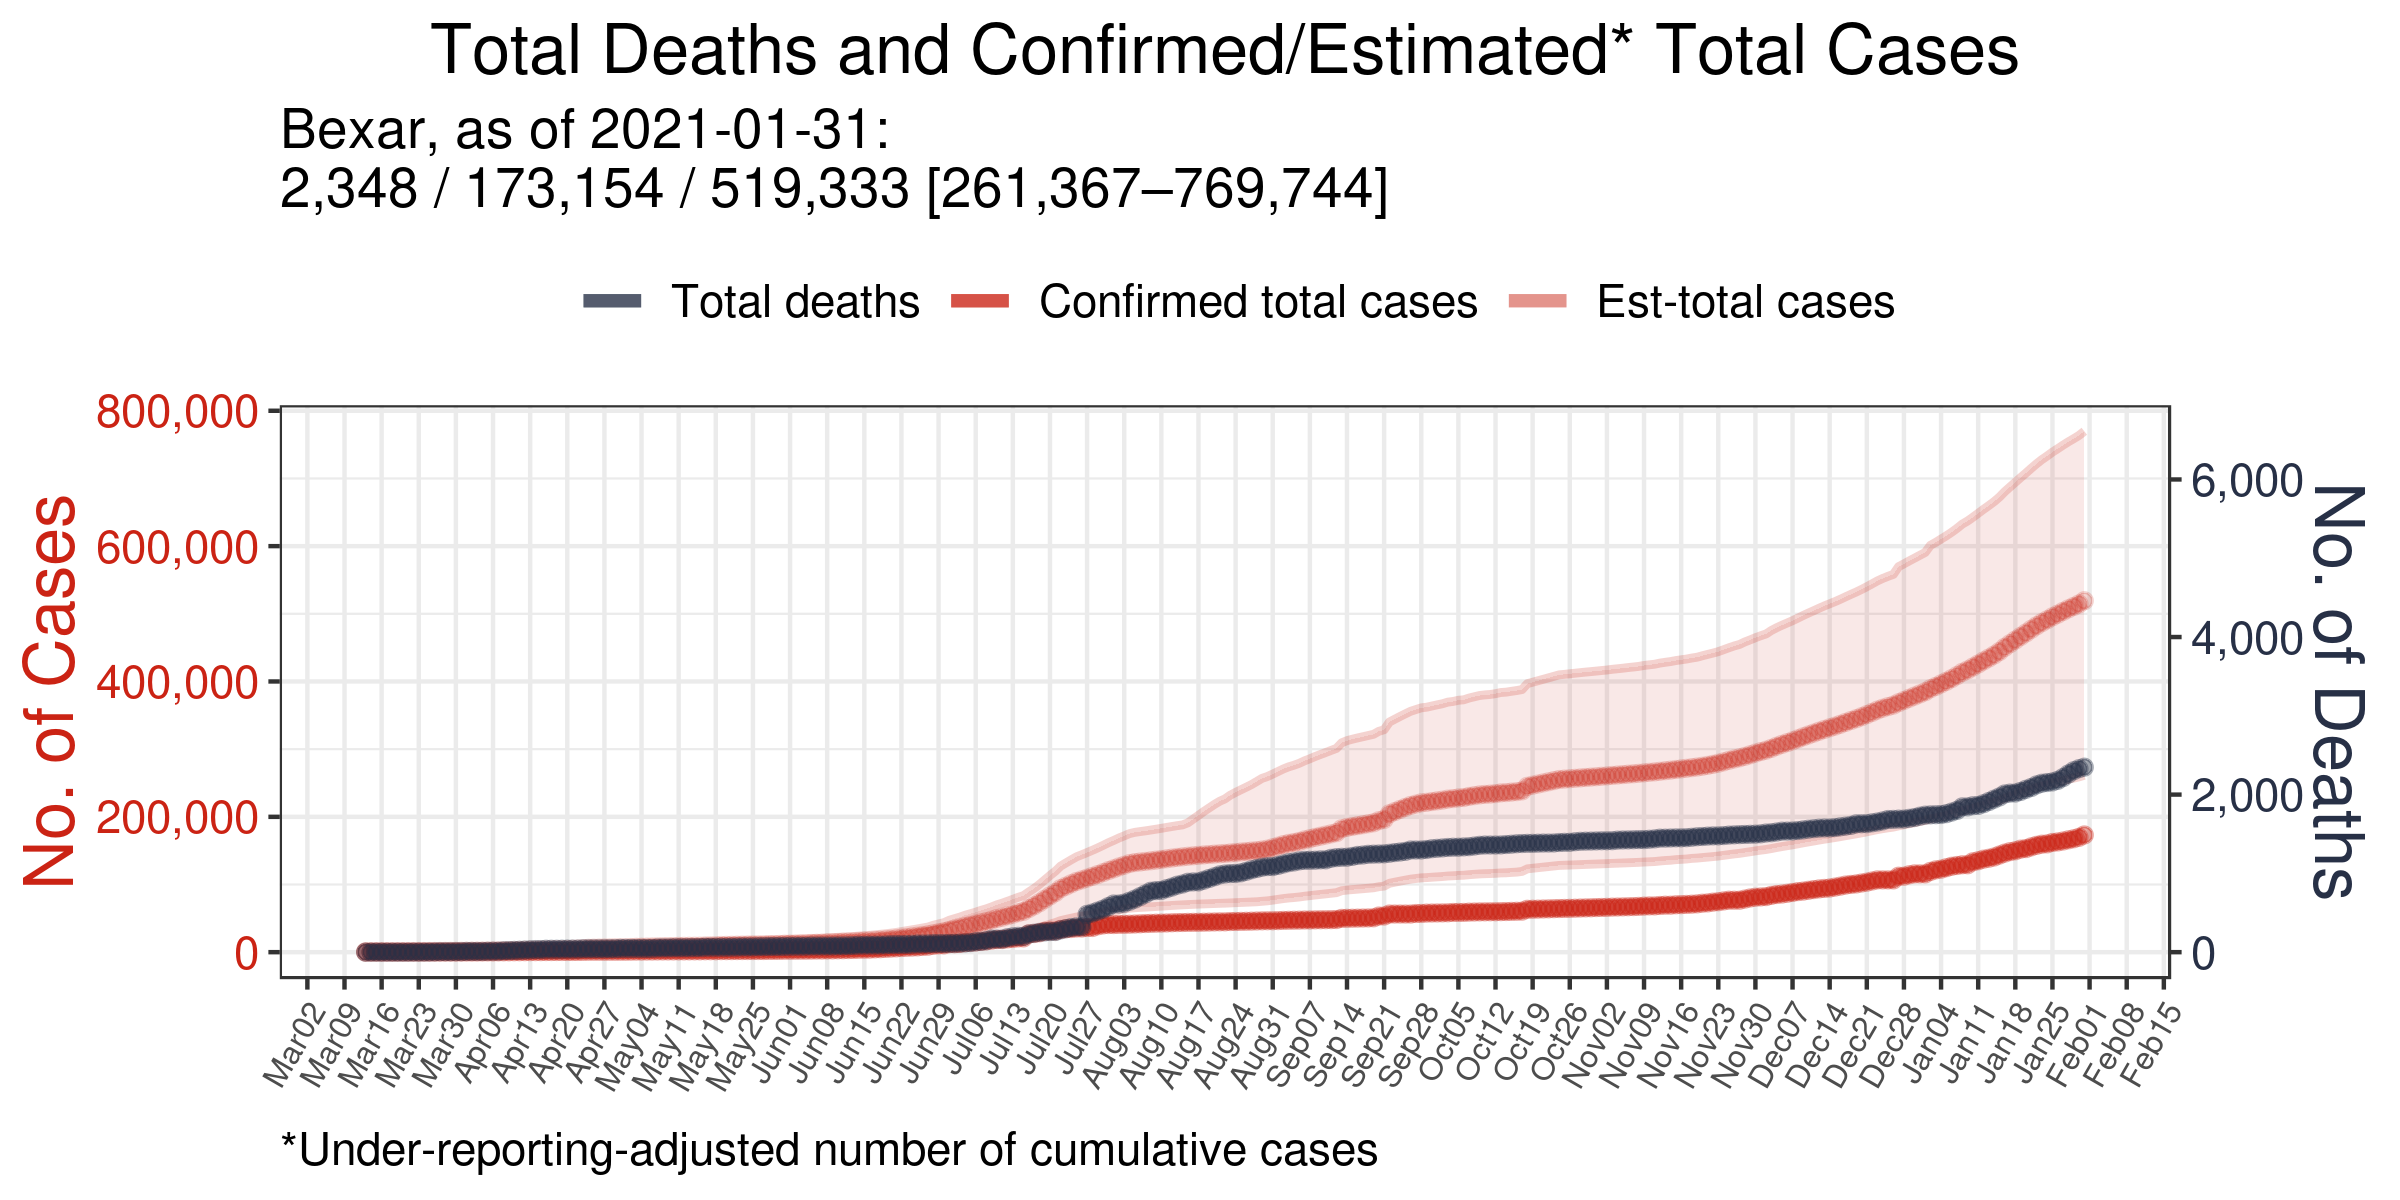 Total Deaths and Confirmed/Estimated* Total Cases
Bexar, as of 2021-01-31:
2,348 / 173,154 / 519,333 [261,367–769,744]
Total deaths
Confirmed total cases
Est-total cases
No. of Cases
800,000
600,000
400,000
200,000
0
6,000
4,000
2,000
0
No. of Deaths
Mar02
Mar09
Mar16
Mar23
Mar30
Apr06
Apr13
Apr20
Apr27
May04
May11
May18
May25
Jun01
Jun08
Jun15
Jun22
Jun29
Jul06
Jul13
Jul20
Jul27
Aug03
Aug10
Aug17
Aug24
Aug31
Sep07
Sep14
Sep21
Sep28
Oct05
Oct12
Oct19
Oct26
Nov02
Nov09
Nov16
Nov23
Nov30
Dec07
Dec14
Dec21
Dec28
Jan04
Jan11
Jan18
Jan25
Feb01
Feb08
Feb15
*Under-reporting-adjusted number of cumulative cases